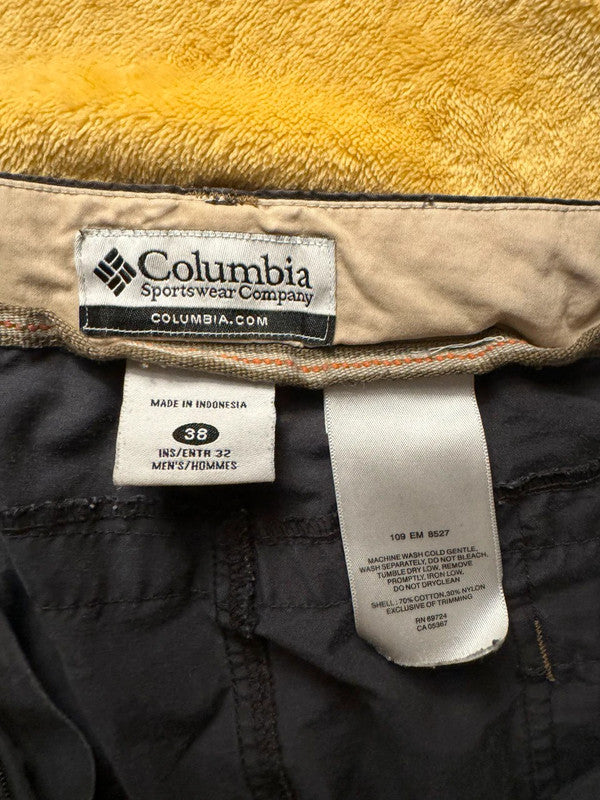 Columbia
Sportswear Company
COLUMBIA.COM
MADE IN INDONESIA
38
INS/ENTR 32
MEN'S/HOMMES
109 EM 8527
MACHINE WASH COLD GENTLE,
WASH SEPARATELY, DO NOT BLEACH,
TUMBLE DRY LOW, REMOVE
PROMPTLY, IRON LOW,
DO NOT DRYCLEAN
SHELL : 70% COTTON, 30% NYLON
EXCLUSIVE OF TRIMMING
RN 69724
CA 05367